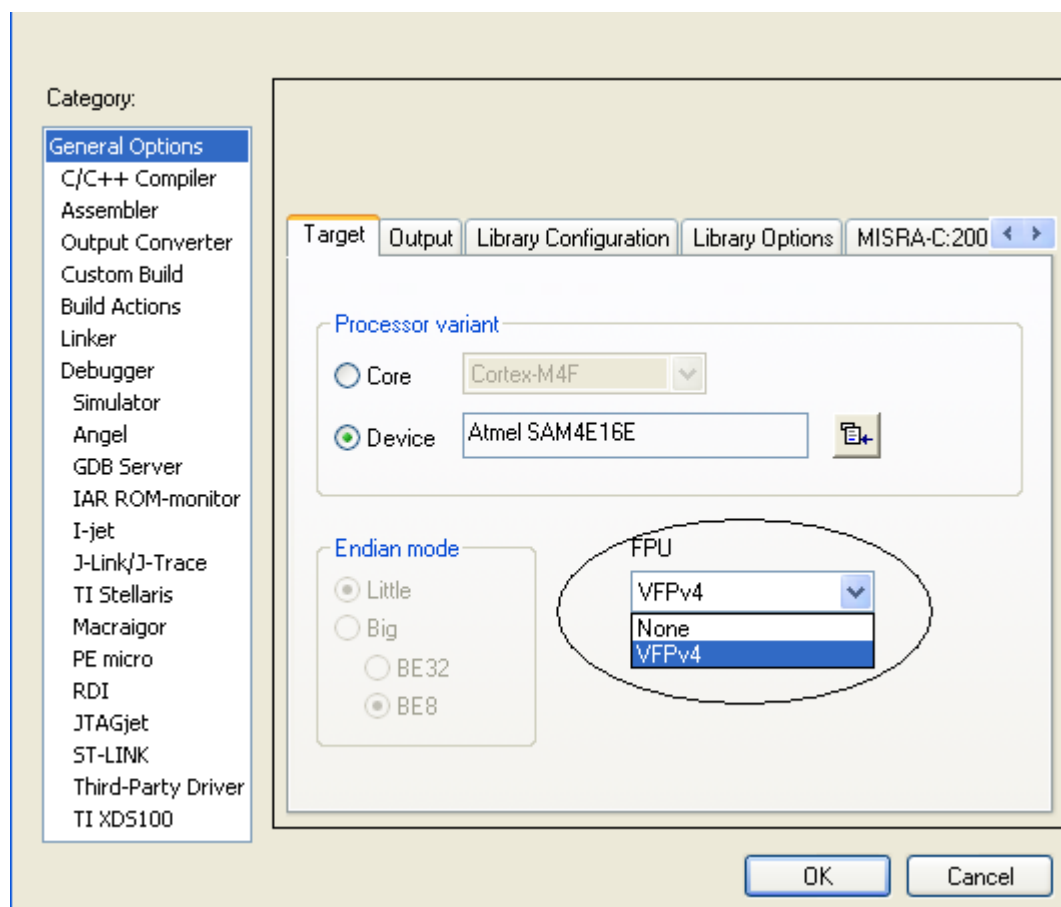 Category:
General Options
C/C++ Compiler
Assembler
Output Converter
Custom Build
Build Actions
Linker
Debugger
Simulator
Angel
GDB Server
IAR ROM-monitor
I-jet
J-Link/J-Trace
TI Stellaris
Macraigor
PE micro
RDI
JTAGjet
ST-LINK
Third-Party Driver
TI XDS100
Target
Output
Library Configuration
Library Options
MISRA-C:200
Processor variant
Core
Cortex-M4F
Device
Atmel SAM4E16E
Endian mode
Little
Big
BE32
BE8
FPU
VFPv4
None
VFPv4
OK
Cancel